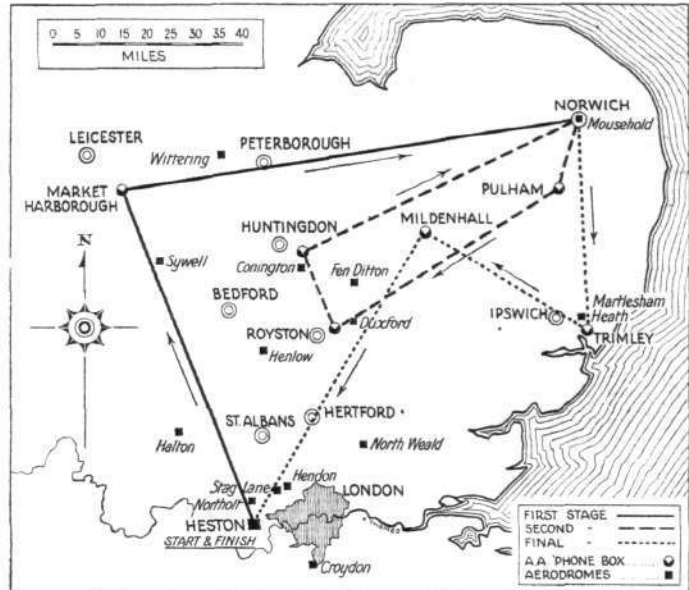 0 5 10 15 20 25 30 35 40
MILES
NORWICH
Mousehold
LEICESTER
Wittering
PETERBOROUGH
MARKET
HARBOROUGH
PULHAM
MILDENHALL
HUNTINGDON
N
Sywell
Conington
Fen Ditton
BEDFORD
Martlesham
Heath
IPSWICH
Duxford
ROYSTON
TRIMLEY
Henlow
HERTFORD
ST. ALBANS
Halton
North Weald
Hendon
Stag Lane
LONDON
Northolt
HESTON
START & FINISH
Croydon
FIRST STAGE
SECOND "
FINAL "
A.A. 'PHONE BOX
AERODROMES